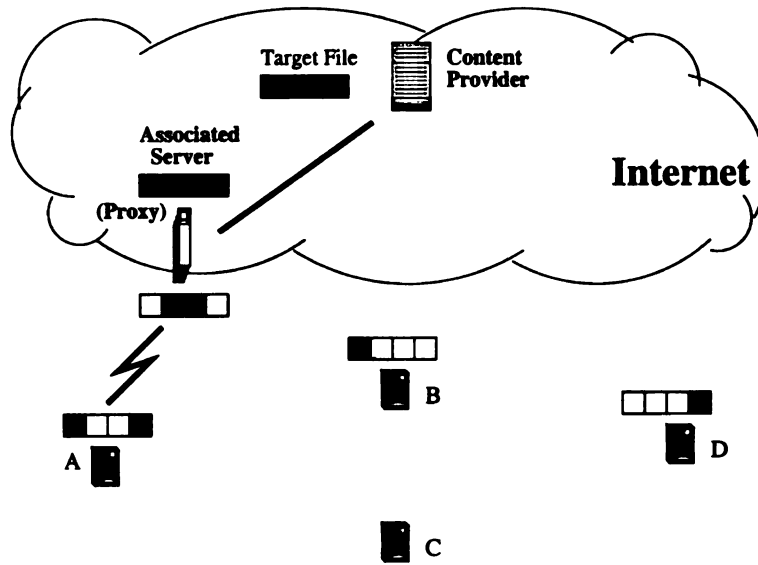 Target File
Content
Provider
Associated
Server
Internet
(Proxy)
B
A
D
C